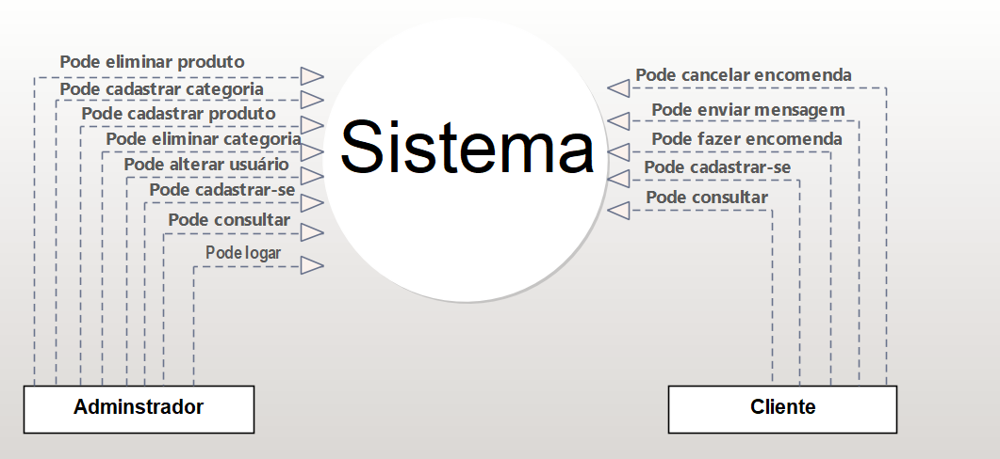 Pode eliminar produto
Pode cadastrar categoria
Pode cadastrar produto
Pode eliminar categoria
Pode alterar usuário
Pode cadastrar-se
Pode consultar
Pode logar
Sistema
Pode cancelar encomenda
Pode enviar mensagem
Pode fazer encomenda
Pode cadastrar-se
Pode consultar
Adminstrador
Cliente